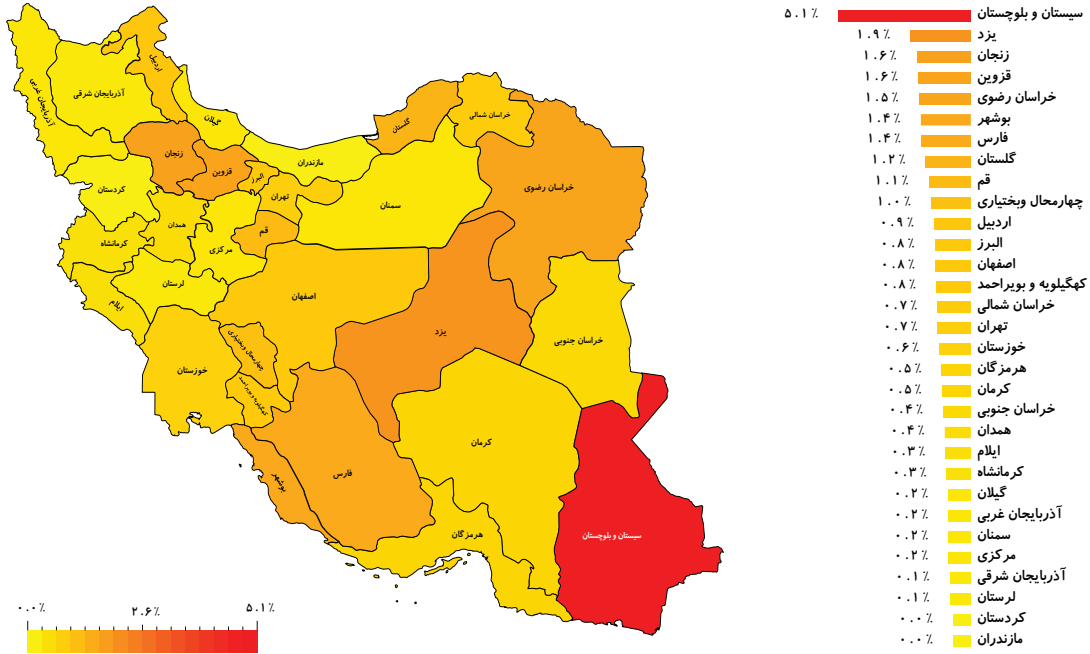 سیستان و بلوچستان ۵.۱٪
یزد ۱.۹٪
زنجان ۱.۶٪
قزوین ۱.۶٪
خراسان رضوی ۱.۵٪
بوشهر ۱.۴٪
فارس ۱.۴٪
گلستان ۱.۲٪
قم ۱.۱٪
چهارمحال وبختیاری ۱.۰٪
اردبیل ۰.۹٪
البرز ۰.۸٪
اصفهان ۰.۸٪
کهگیلویه و بویراحمد ۰.۸٪
خراسان شمالی ۰.۷٪
تهران ۰.۷٪
خوزستان ۰.۶٪
هرمزگان ۰.۵٪
کرمان ۰.۵٪
خراسان جنوبی ۰.۴٪
همدان ۰.۴٪
ایلام ۰.۳٪
کرمانشاه ۰.۳٪
گیلان ۰.۲٪
آذربایجان غربی ۰.۲٪
سمنان ۰.۲٪
مرکزی ۰.۲٪
آذربایجان شرقی ۰.۱٪
لرستان ۰.۱٪
کردستان ۰.۰٪
مازندران ۰.۰٪
اردبیل
آذربایجان شرقی
آذربایجان غربی
گیلان
خراسان شمالی
گلستان
زنجان
مازندران
قزوین
البرز
کردستان
خراسان رضوی
تهران
سمنان
همدان
قم
کرمانشاه
مرکزی
لرستان
اصفهان
ایلام
یزد
خراسان جنوبی
چهارمحال وبختیاری
خوزستان
کهگیلویه و بویراحمد
کرمان
فارس
بوشهر
هرمزگان
سیستان و بلوچستان
۰.۰٪ ۲.۶٪ ۵.۱٪